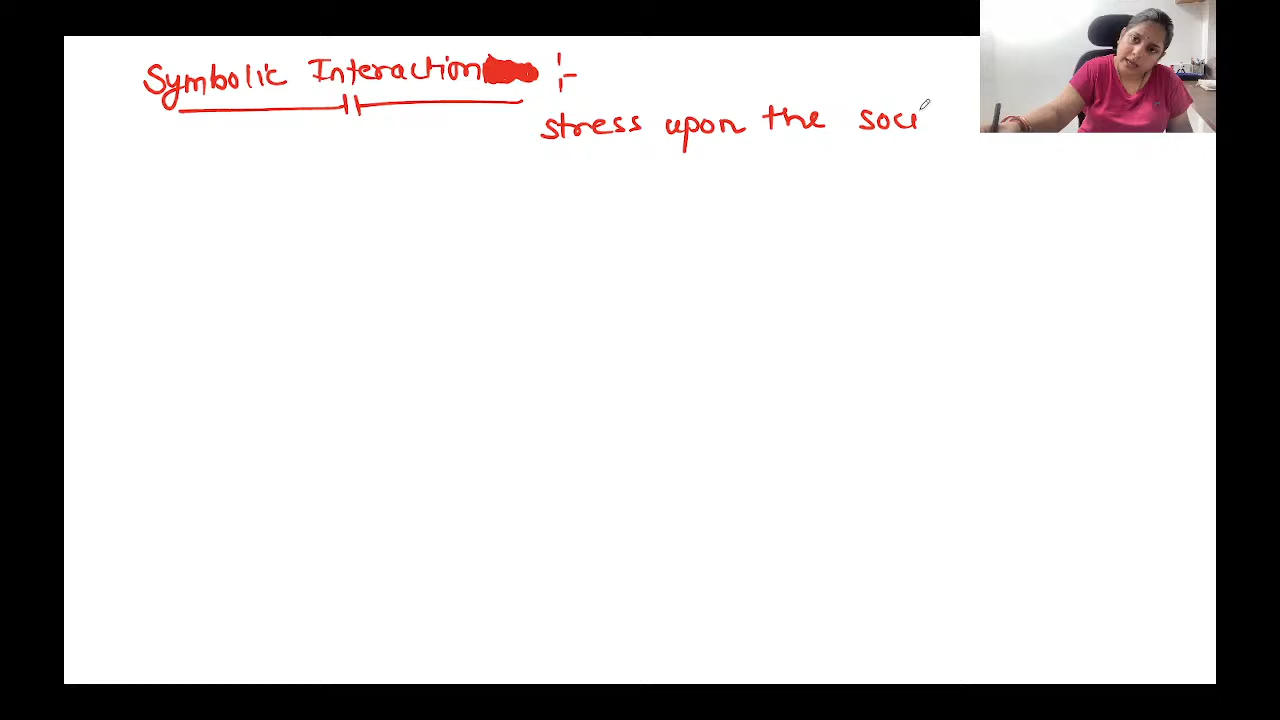 Symbolic Interaction :-
stress upon the soci